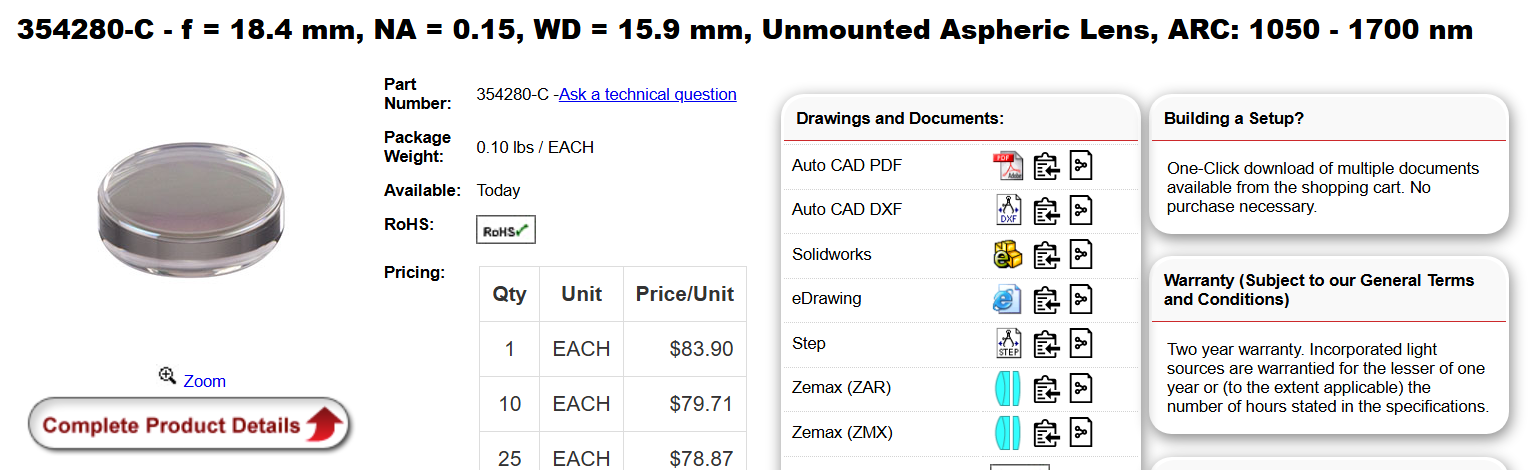 354280-C - f = 18.4 mm, NA = 0.15, WD = 15.9 mm, Unmounted Aspheric Lens, ARC: 1050 - 1700 nm
Part
Number:
354280-C -Ask a technical question
Package
Weight:
0.10 lbs / EACH
Available: Today
RoHS:
RoHS
Pricing:
Qty Unit Price/Unit
1 EACH $83.90
10 EACH $79.71
25 EACH $78.87
Zoom
Complete Product Details
Drawings and Documents:
Auto CAD PDF
PDF
Adobe
Auto CAD DXF
DXF
Solidworks
eDrawing
Step
STEP
Zemax (ZAR)
Zemax (ZMX)
Building a Setup?
One-Click download of multiple documents
available from the shopping cart. No
purchase necessary.
Warranty (Subject to our General Terms
and Conditions)
Two year warranty. Incorporated light
sources are warrantied for the lesser of one
year or (to the extent applicable) the
number of hours stated in the specifications.